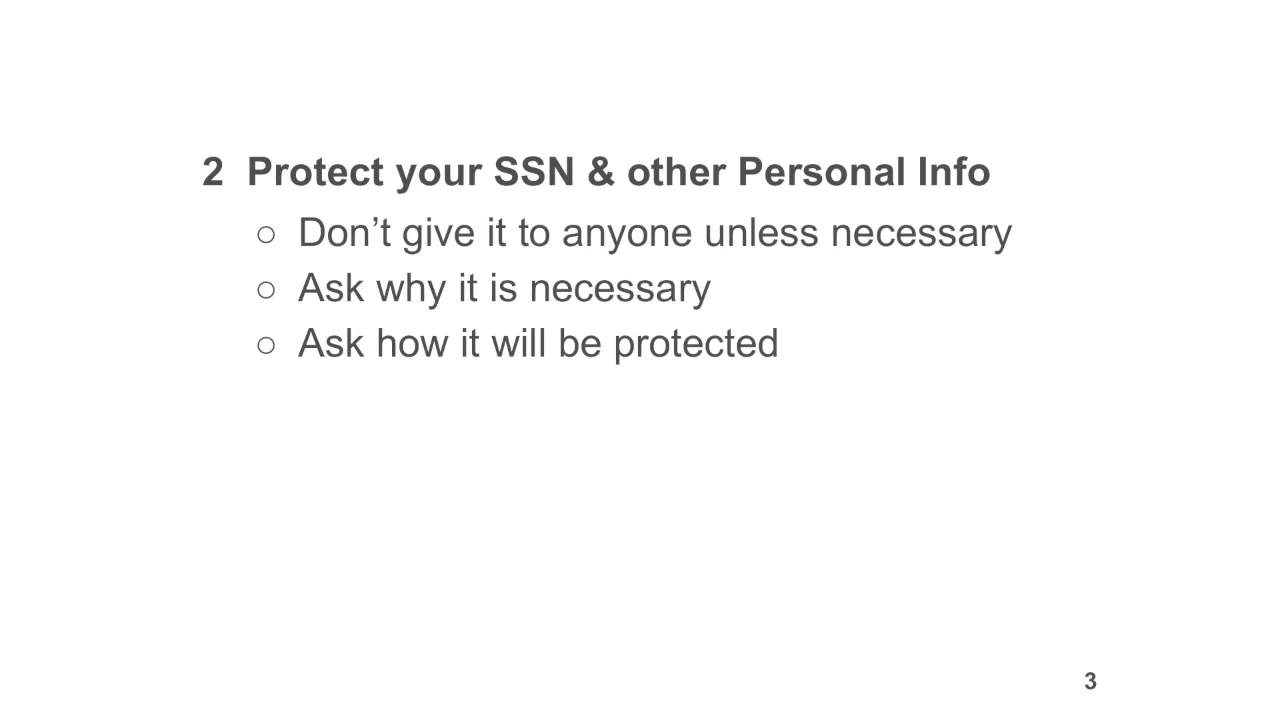 2 Protect your SSN & other Personal Info
○ Don’t give it to anyone unless necessary
○ Ask why it is necessary
○ Ask how it will be protected
3